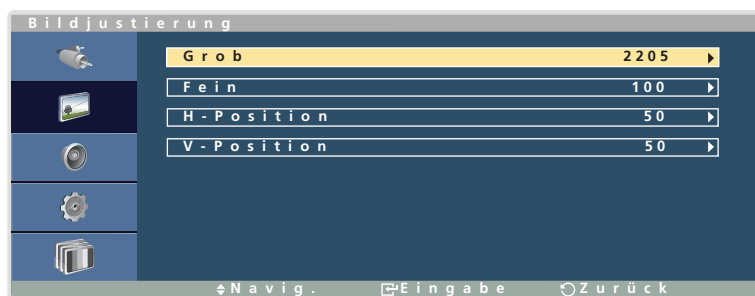 Bildjustierung
Grob 2205
Fein 100
H-Position 50
V-Position 50
Navig. Eingabe Zurück